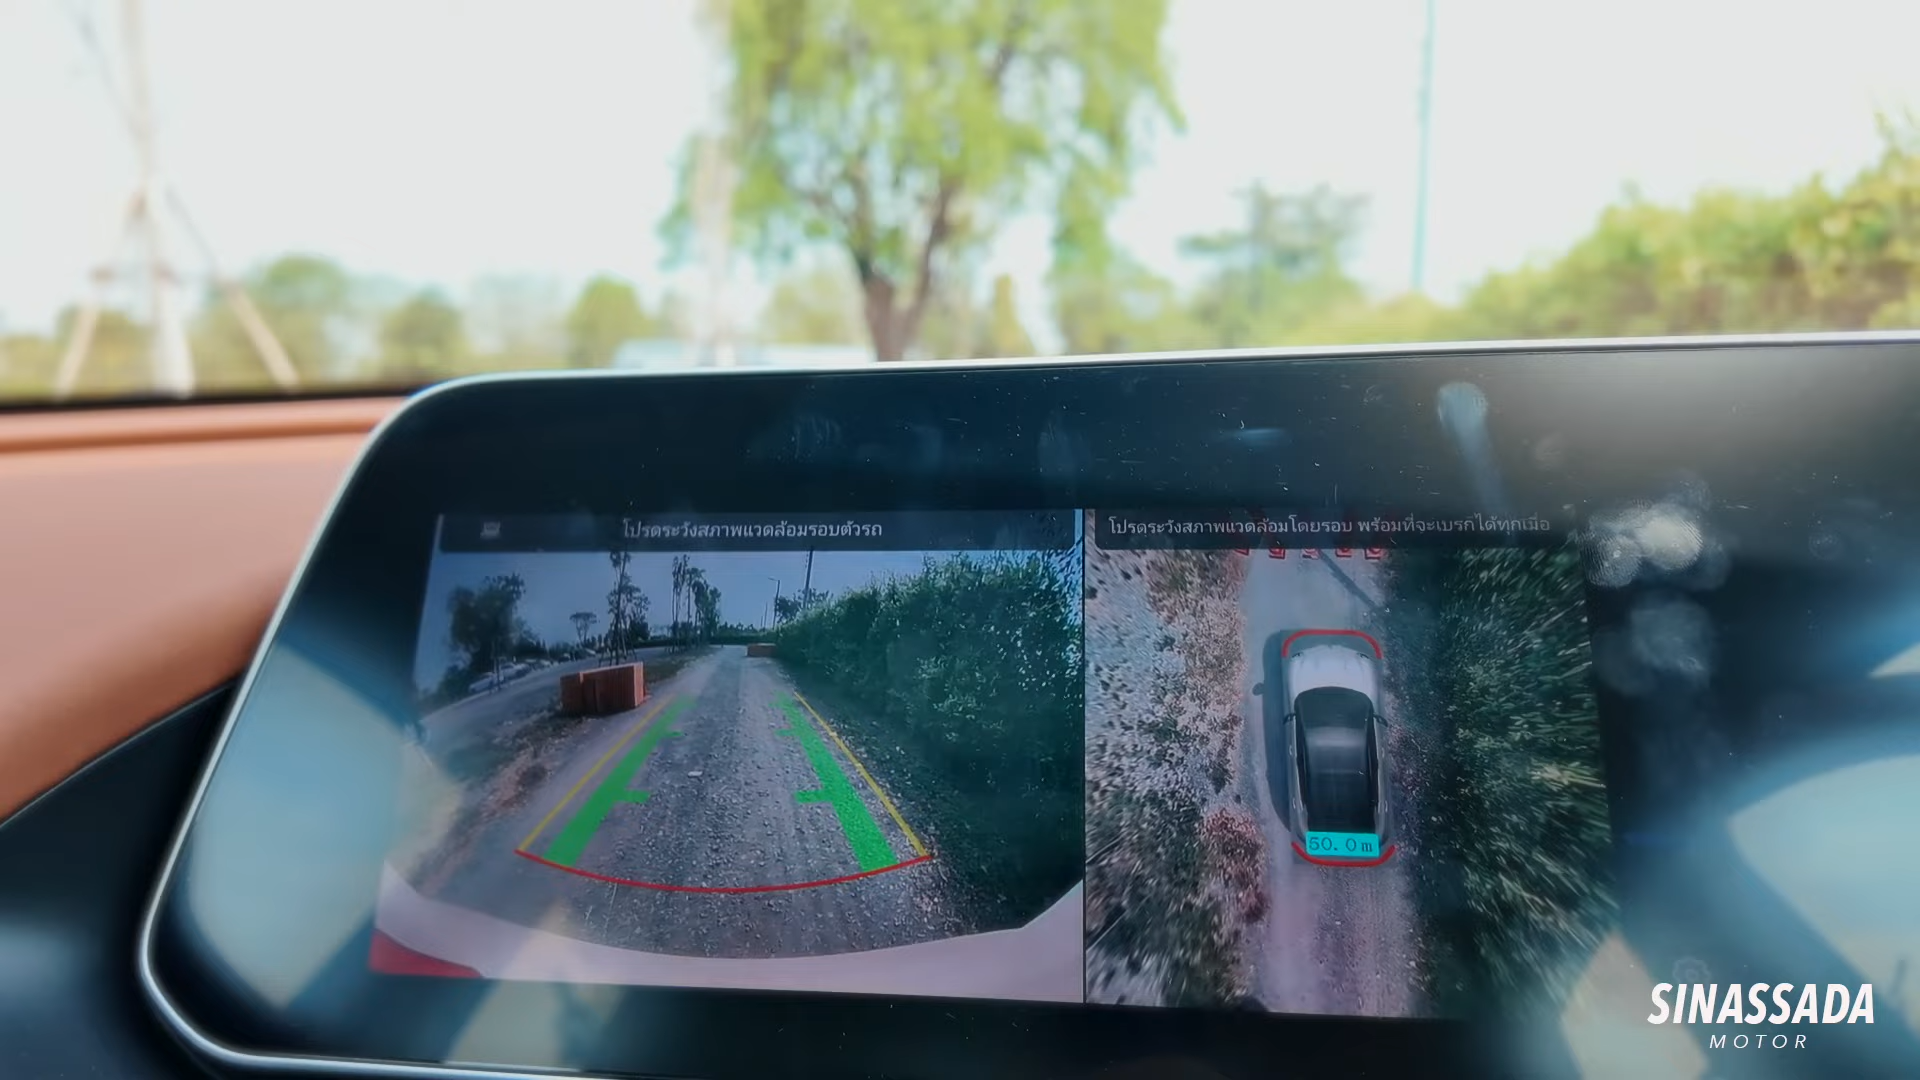 โปรดระวังสภาพแวดล้อมรอบตัวรถ
โปรดระวังสภาพแวดล้อมโดยรอบ พร้อมที่จะเบรกได้ทุกเมื่อ
50.0m
SINASSADA
MOTOR